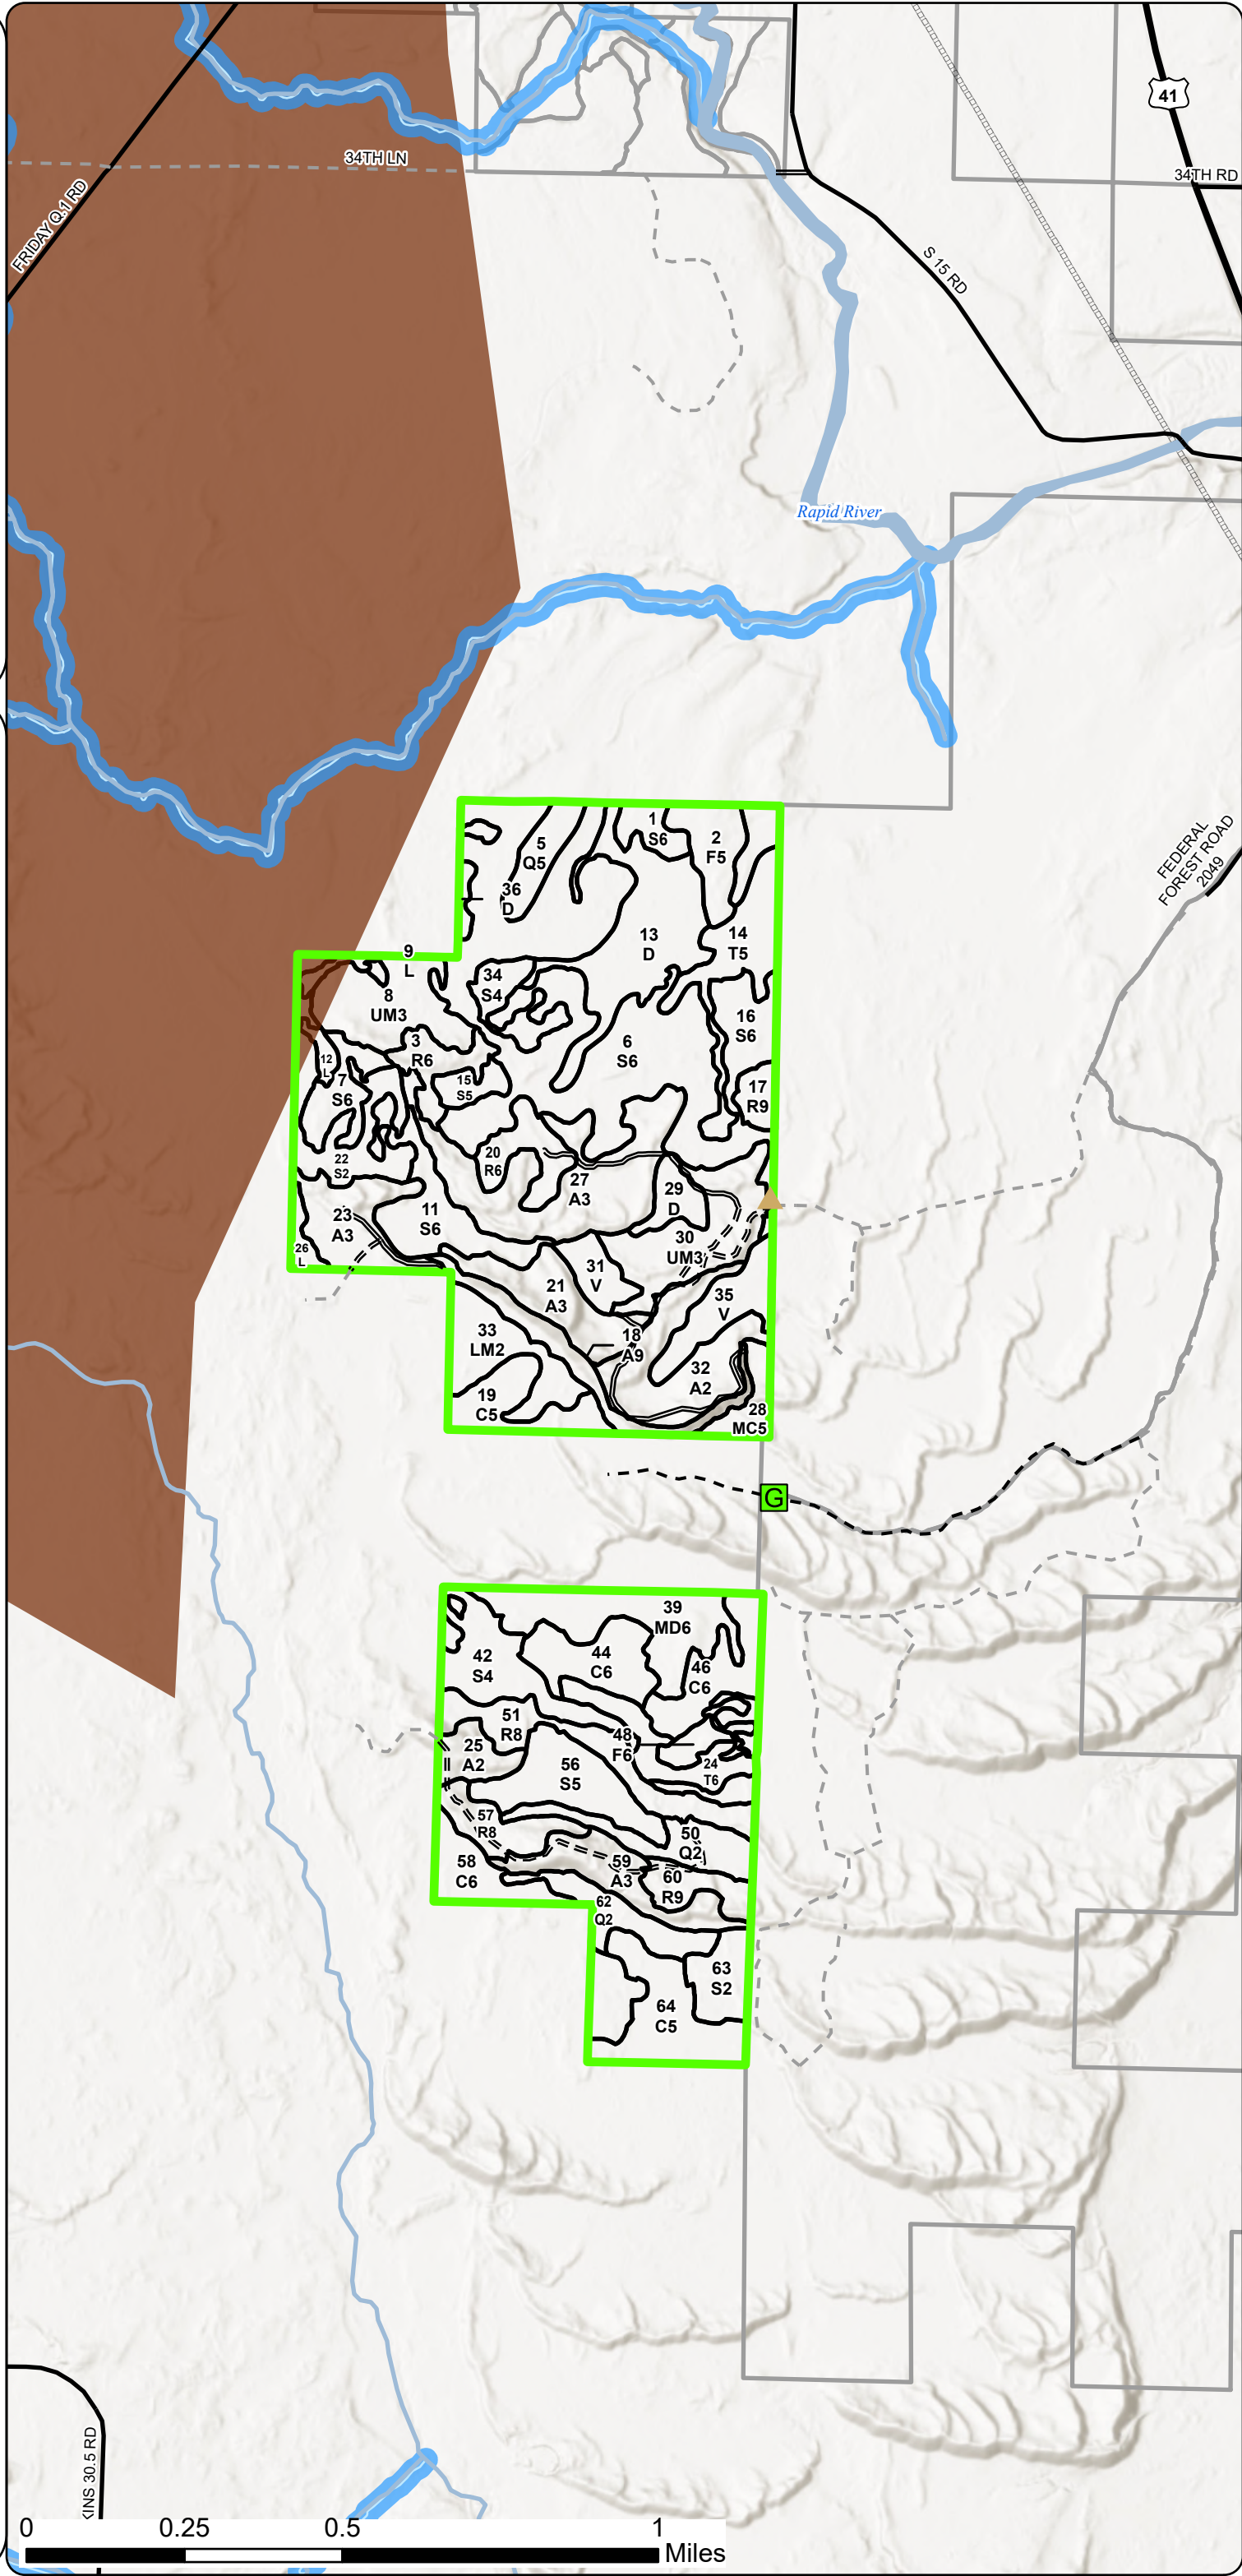 41
34TH LN
34TH RD
FRIDAY Q.1 RD
S 15 RD
Rapid River
FEDERAL
FOREST ROAD
2049
1
S6
2
F5
5
Q5
36
D
13
D
14
T5
9
L
34
S4
8
UM3
16
S6
3
R6
6
S6
12
L
7
S6
15
S5
17
R9
22
S2
20
R6
27
A3
29
D
11
S6
23
A3
26
L
30
UM3
31
V
21
A3
35
V
33
LM2
18
A9
32
A2
19
C5
28
MC5
G
39
MD6
42
S4
44
C6
46
C6
51
R8
48
F6
25
A2
56
S5
24
T6
57
R8
50
Q2
58
C6
59
A3
60
R9
62
Q2
63
S2
64
C5
KINS 30.5 RD
0 0.25 0.5 1
Miles